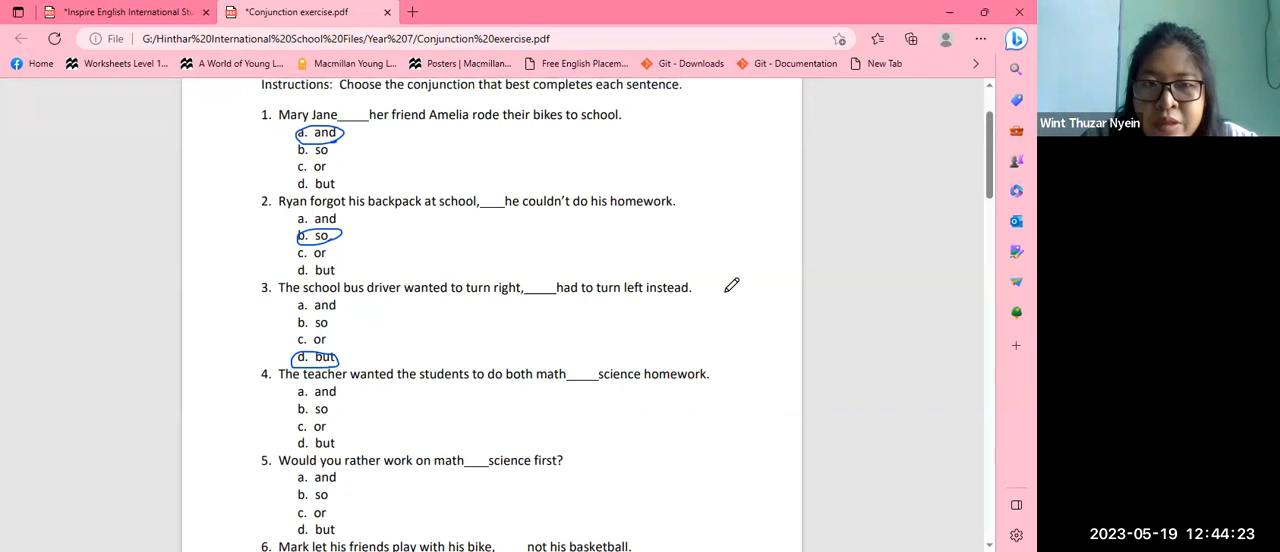 *Inspire English International Stu
*Conjunction exercise.pdf
File
G:/Hinthar%20International%20School%20Files/Year%207/Conjunction%20exercise.pdf
Home
Worksheets Level 1...
A World of Young L...
Macmillan Young L...
Posters | Macmillan...
Free English Placem...
Git - Downloads
Git - Documentation
New Tab
Instructions: Choose the conjunction that best completes each sentence.
1. Mary Jane_____her friend Amelia rode their bikes to school.
a. and
b. so
c. or
d. but
2. Ryan forgot his backpack at school,____he couldn't do his homework.
a. and
b. so
c. or
d. but
3. The school bus driver wanted to turn right,_____had to turn left instead.
a. and
b. so
c. or
d. but
4. The teacher wanted the students to do both math_____science homework.
a. and
b. so
c. or
d. but
5. Would you rather work on math____science first?
a. and
b. so
c. or
d. but
6. Mark let his friends play with his bike,____not his basketball.
Wint Thuzar Nyein
2023-05-19 12:44:23